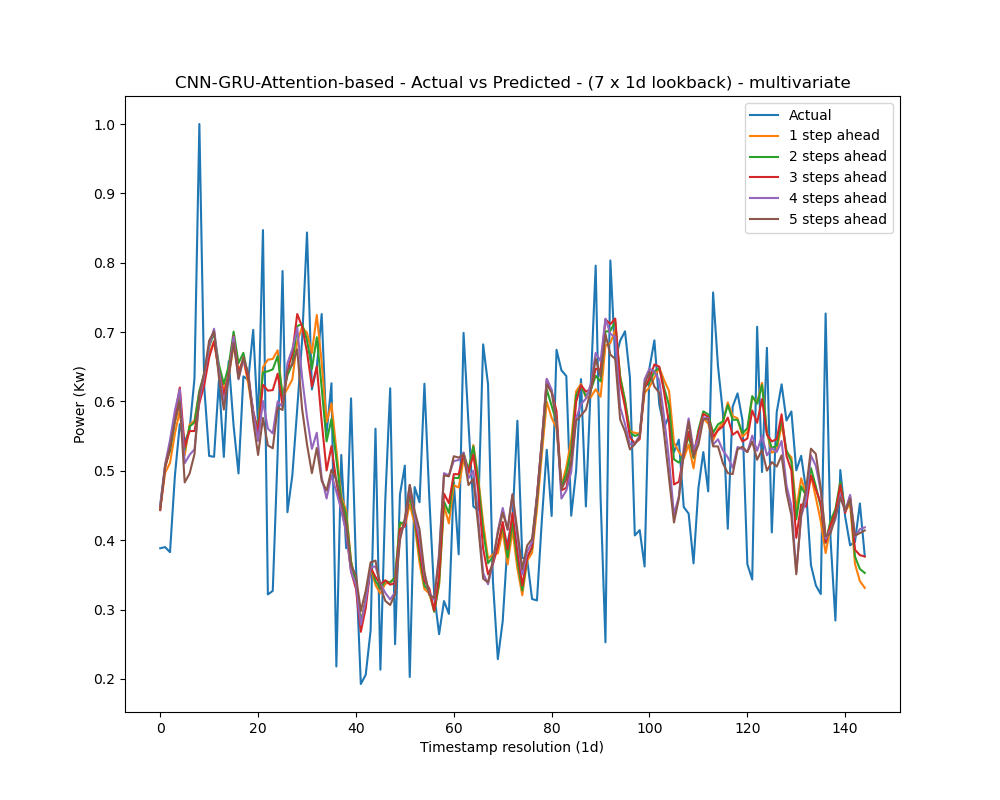 CNN-GRU-Attention-based - Actual vs Predicted - (7 x 1d lookback) - multivariate
Actual
1 step ahead
2 steps ahead
3 steps ahead
4 steps ahead
5 steps ahead
Power (Kw)
1.0
0.9
0.8
0.7
0.6
0.5
0.4
0.3
0.2
0 20 40 60 80 100 120 140
Timestamp resolution (1d)